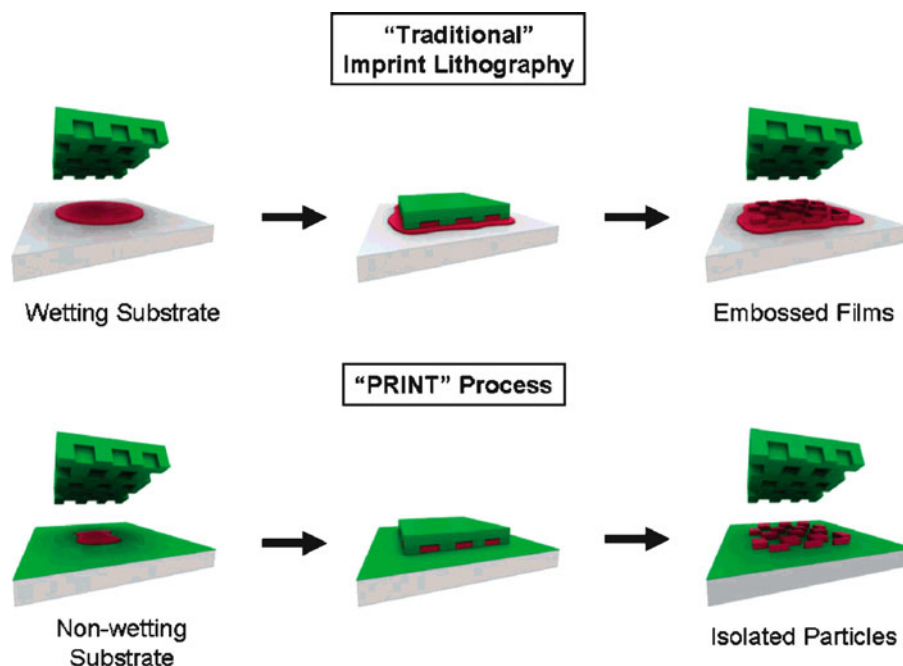 “Traditional”
Imprint Lithography
Wetting Substrate
Embossed Films
“PRINT” Process
Non-wetting
Substrate
Isolated Particles